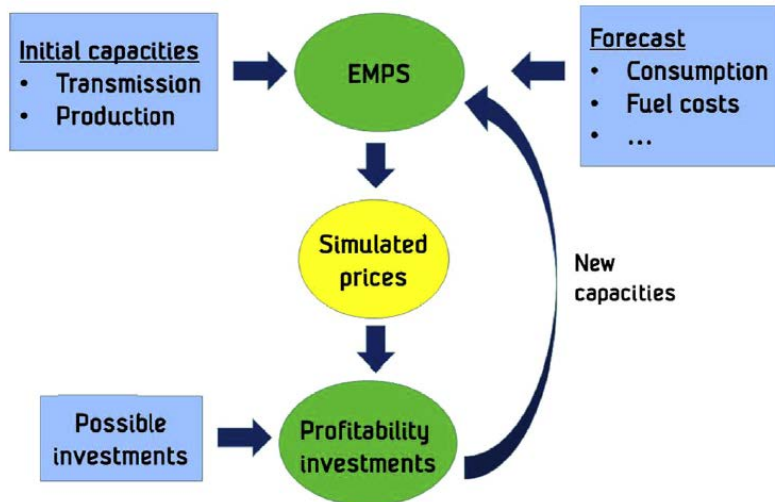 Initial capacities
• Transmission
• Production
EMPS
Forecast
• Consumption
• Fuel costs
• ...
Simulated
prices
New
capacities
Possible
investments
Profitability
investments